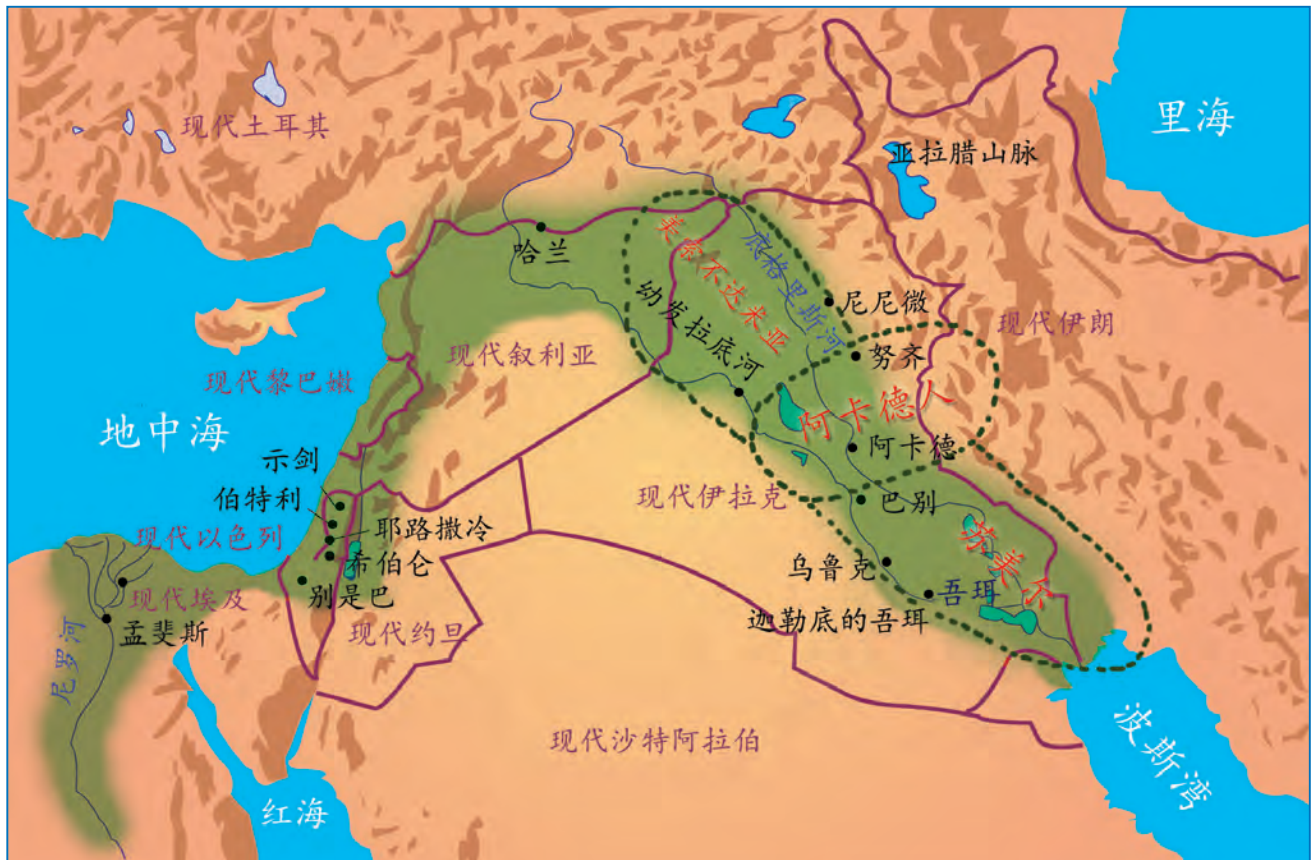 里海
现代土耳其
亚拉腊山脉
哈兰
美索不达米亚
底格里斯河
尼尼微
幼发拉底河
现代伊朗
努齐
现代叙利亚
现代黎巴嫩
阿卡德人
地中海
阿卡德
示剑
伯特利
现代伊拉克
巴别
现代以色列
耶路撒冷
希伯仑
苏美尔
乌鲁克
别是巴
现代埃及
吾珥
迦勒底的吾珥
孟斐斯
现代约旦
尼罗河
现代沙特阿拉伯
波斯湾
红海